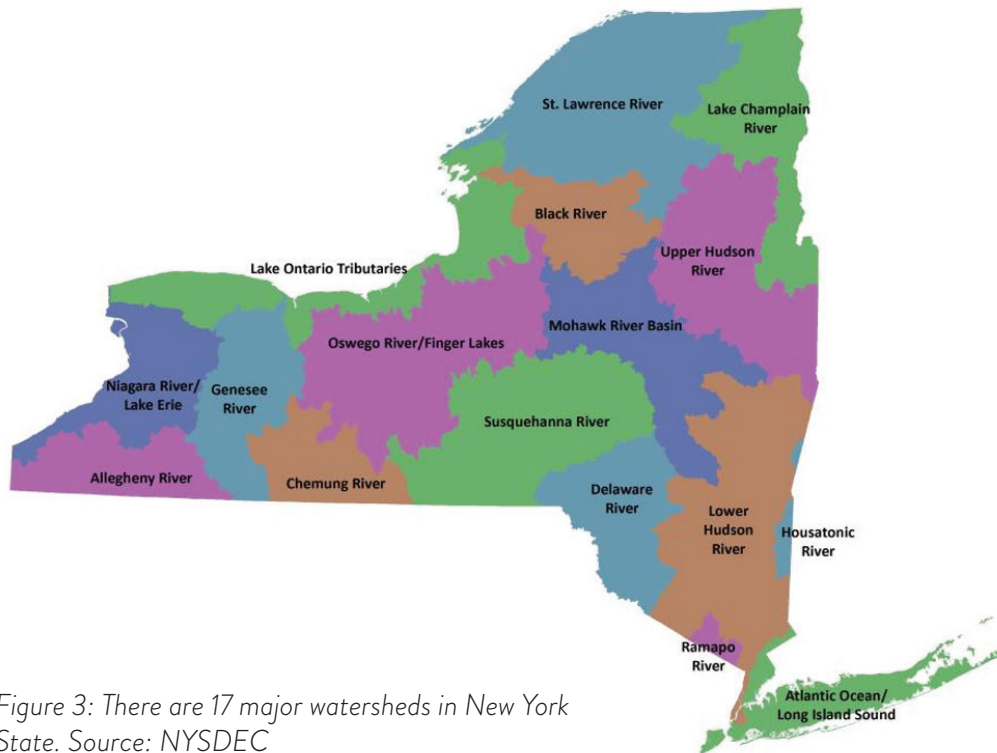 St. Lawrence River
Lake Champlain
River
Black River
Upper Hudson
River
Lake Ontario Tributaries
Mohawk River Basin
Oswego River/Finger Lakes
Niagara River/
Lake Erie
Genesee
River
Susquehanna River
Allegheny River
Chemung River
Delaware
River
Lower
Hudson
River
Housatonic
River
Ramapo
River
Atlantic Ocean/
Long Island Sound
Figure 3: There are 17 major watersheds in New York
State. Source: NYSDEC